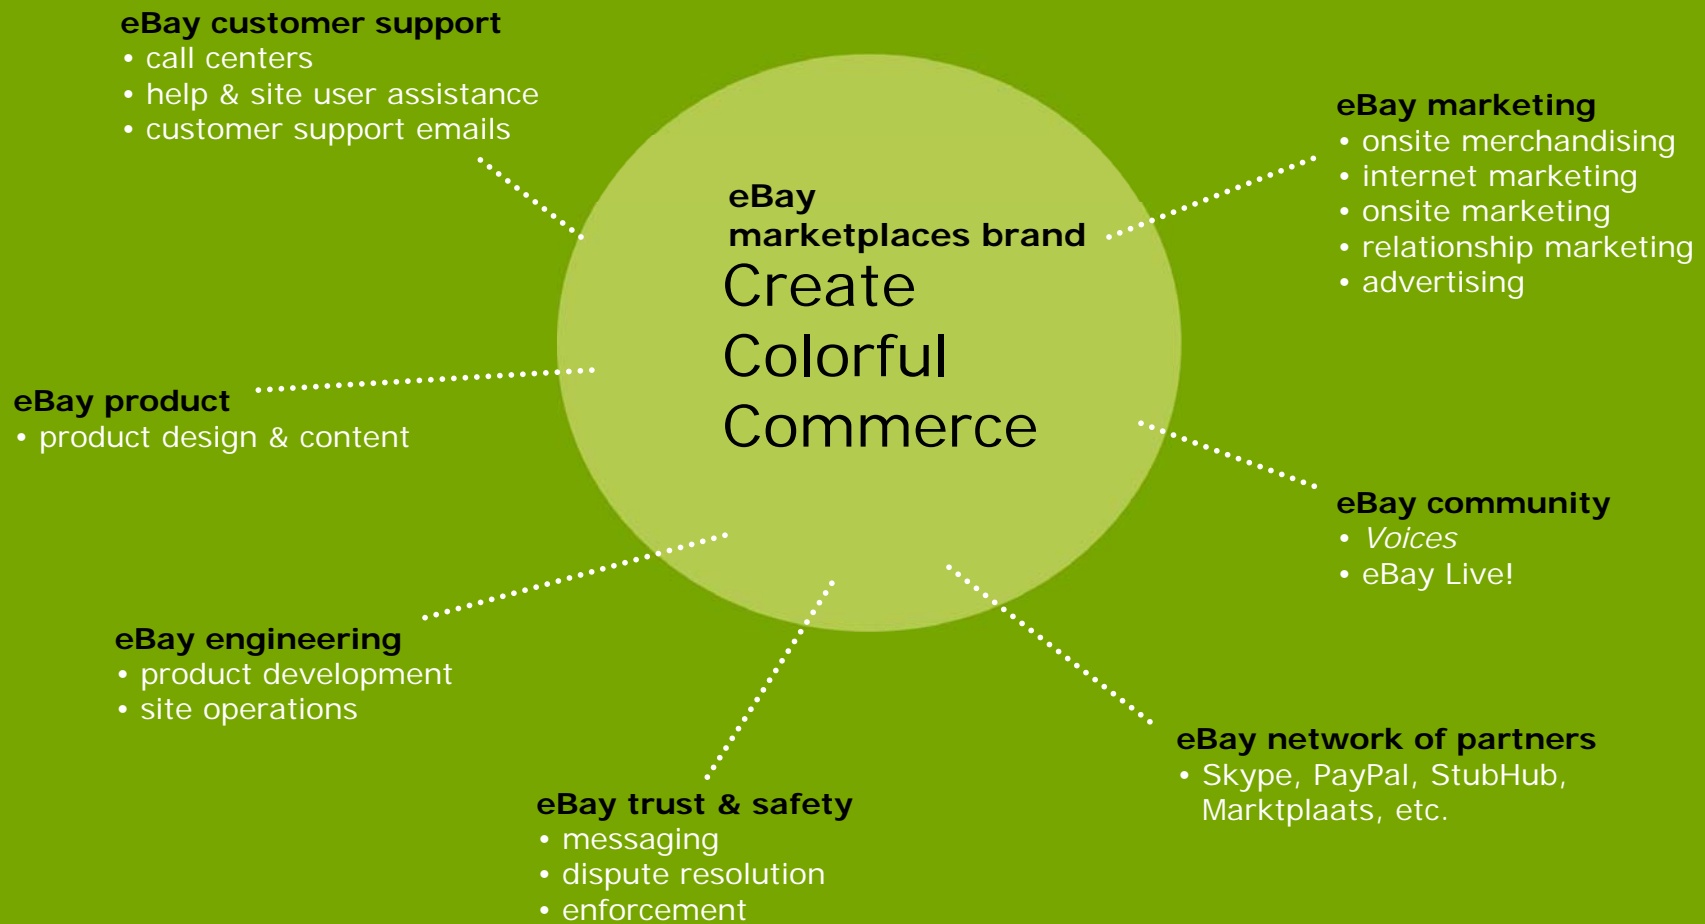 eBay customer support
• call centers
• help & site user assistance
• customer support emails
eBay marketing
• onsite merchandising
• internet marketing
• onsite marketing
• relationship marketing
• advertising
eBay
marketplaces brand
Create
Colorful
Commerce
eBay product
• product design & content
eBay community
• Voices
• eBay Live!
eBay engineering
• product development
• site operations
eBay network of partners
• Skype, PayPal, StubHub,
Marktplaats, etc.
eBay trust & safety
• messaging
• dispute resolution
• enforcement